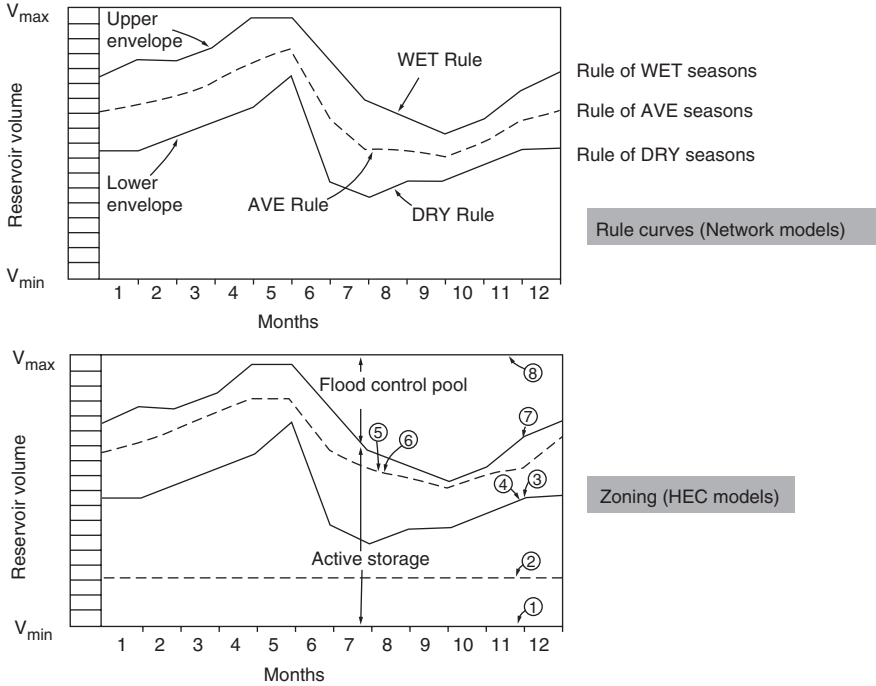 Vmax
Upper
envelope
WET Rule
Rule of WET seasons
Rule of AVE seasons
Rule of DRY seasons
Reservoir volume
Lower
envelope
AVE Rule
DRY Rule
Rule curves (Network models)
Vmin
1 2 3 4 5 6 7 8 9 10 11 12
Months
Vmax
Flood control pool
8
7
5
6
4
3
Zoning (HEC models)
Reservoir volume
Active storage
2
1
Vmin
1 2 3 4 5 6 7 8 9 10 11 12
Months